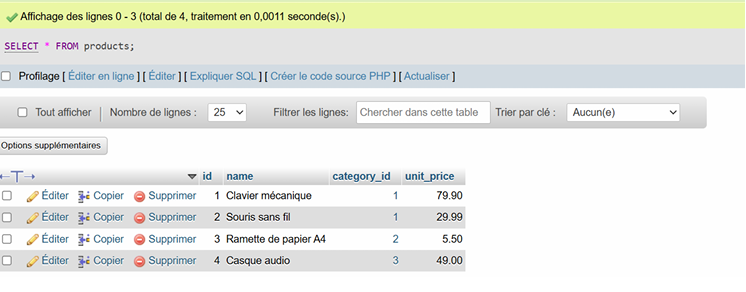 Affichage des lignes 0 - 3 (total de 4, traitement en 0,0011 seconde(s).)
SELECT * FROM products;
Profilage [ Éditer en ligne ] [ Éditer ] [ Expliquer SQL ] [ Créer le code source PHP ] [ Actualiser ]
Tout afficher | Nombre de lignes : 25 Filtrer les lignes: Chercher dans cette table Trier par clé : Aucun(e)
Options supplémentaires
←T→ id name category_id unit_price
Éditer Copier Supprimer 1 Clavier mécanique 1 79.90
Éditer Copier Supprimer 2 Souris sans fil 1 29.99
Éditer Copier Supprimer 3 Ramette de papier A4 2 5.50
Éditer Copier Supprimer 4 Casque audio 3 49.00